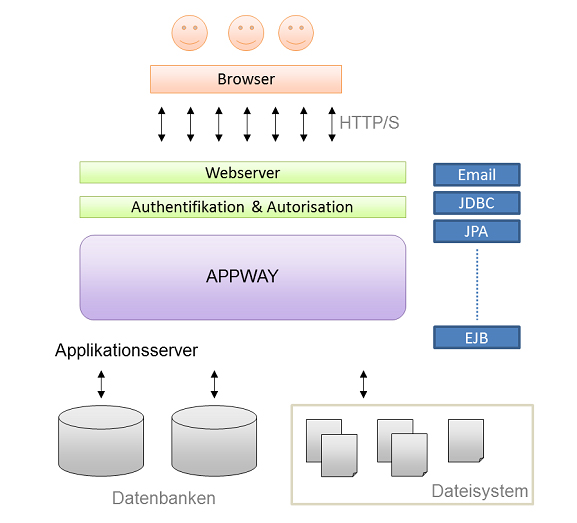 Browser
HTTP/S
Webserver
Authentifikation & Autorisation
APPWAY
Email
JDBC
JPA
EJB
Applikationsserver
Datenbanken
Dateisystem